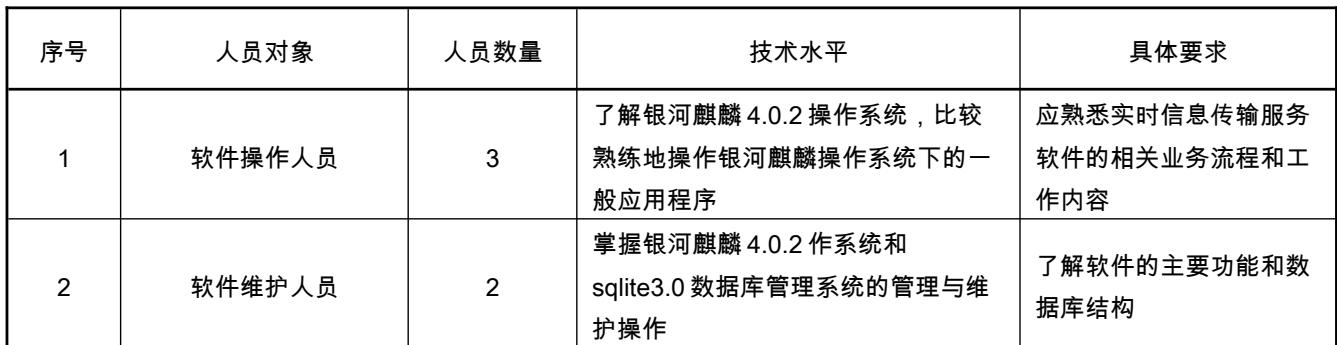 序号 人员对象 人员数量 技术水平 具体要求
1 软件操作人员 3
了解银河麒麟 4.0.2 操作系统，比较
熟练地操作银河麒麟操作系统下的一
般应用程序
应熟悉实时信息传输服务
软件的相关业务流程和工
作内容
2 软件维护人员 2
掌握银河麒麟 4.0.2 作系统和
sqlite3.0 数据库管理系统的管理与维
护操作
了解软件的主要功能和数
据库结构